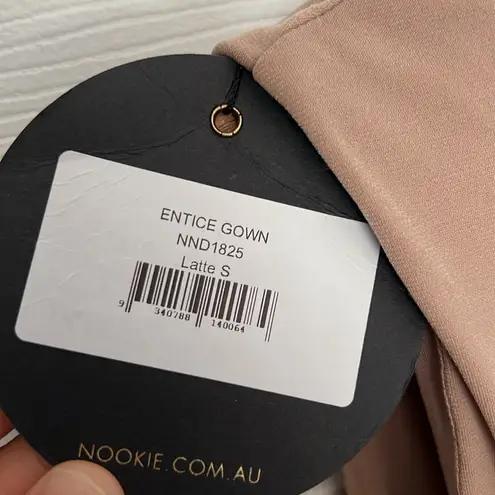 ENTICE GOWN
NND1825
Latte S
9 340788 140064
NOOKIE.COM.AU